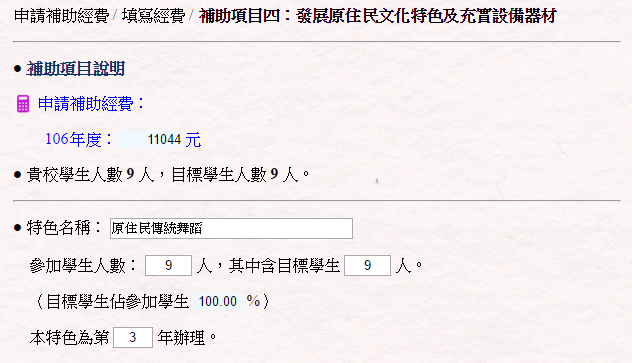 申請補助經費 / 填寫經費 / 補助項目四：發展原住民文化特色及充實設備器材
● 補助項目說明
申請補助經費：
106年度： 11044 元
● 貴校學生人數 9 人，目標學生人數 9 人。
● 特色名稱： 原住民傳統舞蹈
參加學生人數： 9 人，其中含目標學生 9 人。
（目標學生佔參加學生 100.00 %）
本特色為第 3 年辦理。